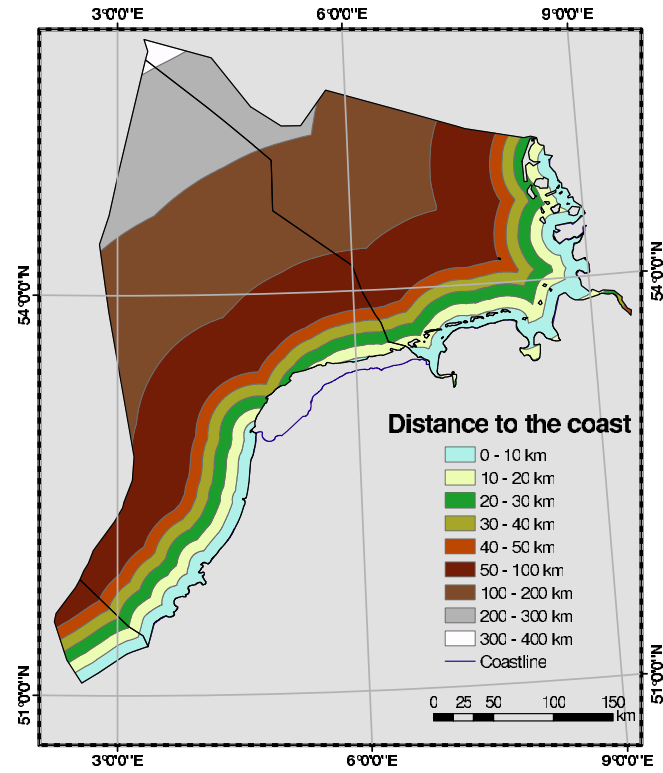 3°0'0"E 6°0'0"E 9°0'0"E
54°0'0"N
54°0'0"N
Distance to the coast
0 - 10 km
10 - 20 km
20 - 30 km
30 - 40 km
40 - 50 km
50 - 100 km
100 - 200 km
200 - 300 km
300 - 400 km
Coastline
51°0'0"N
51°0'0"N
0 25 50 100 150
km
3°0'0"E 6°0'0"E 9°0'0"E